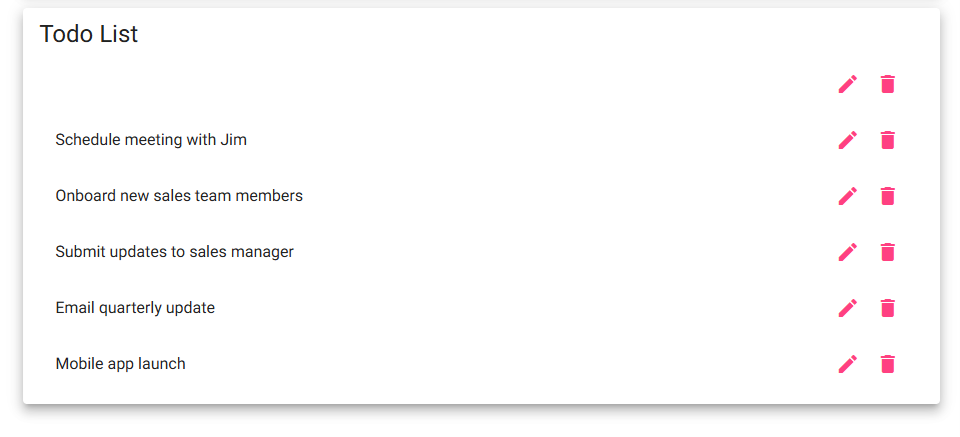 Todo List
Schedule meeting with Jim
Onboard new sales team members
Submit updates to sales manager
Email quarterly update
Mobile app launch